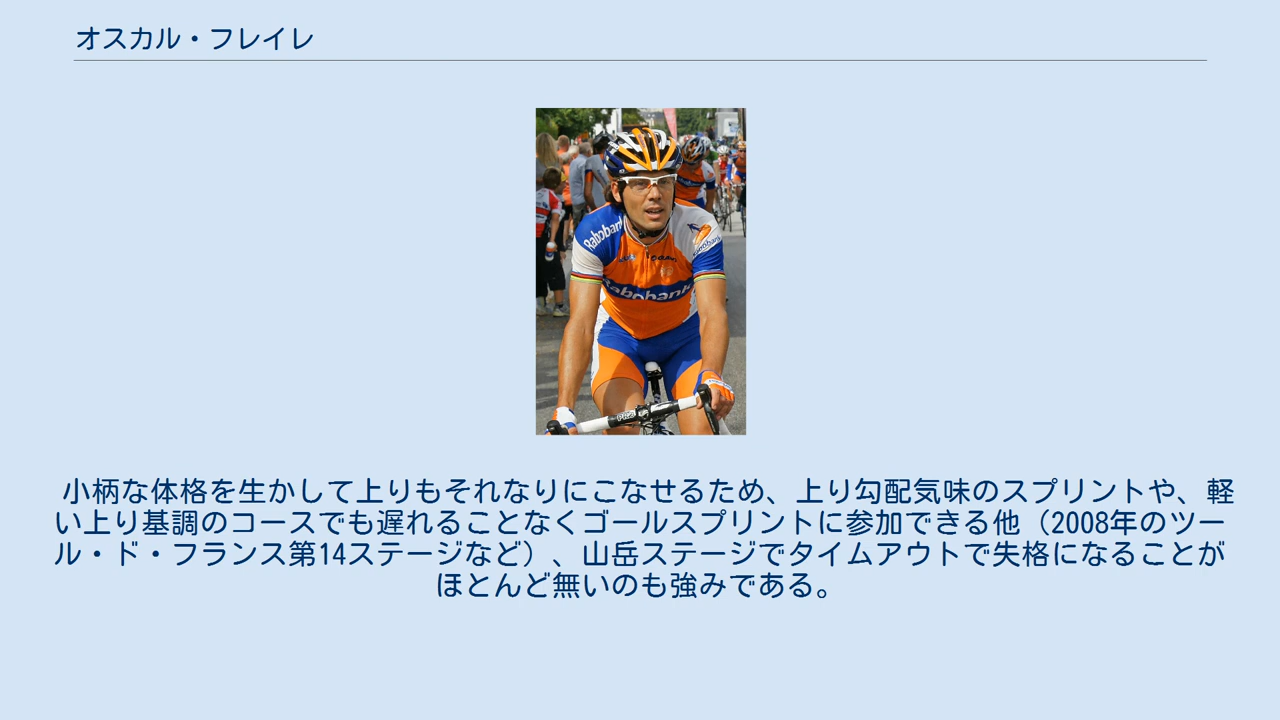 オスカル・フレイレ
Rabobank
Rabobank
PRO
小柄な体格を生かして上りもそれなりにこなせるため、上り勾配気味のスプリントや、軽
い上り基調のコースでも遅れることなくゴールスプリントに参加できる他（2008年のツー
ル・ド・フランス第14ステージなど）、山岳ステージでタイムアウトで失格になることが
ほとんど無いのも強みである。